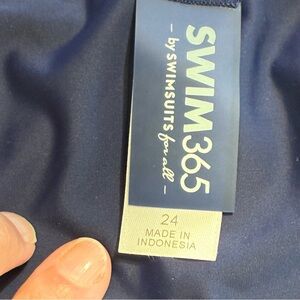 SWIM365
— by SWIMSUITS for all —
24
MADE IN
INDONESIA